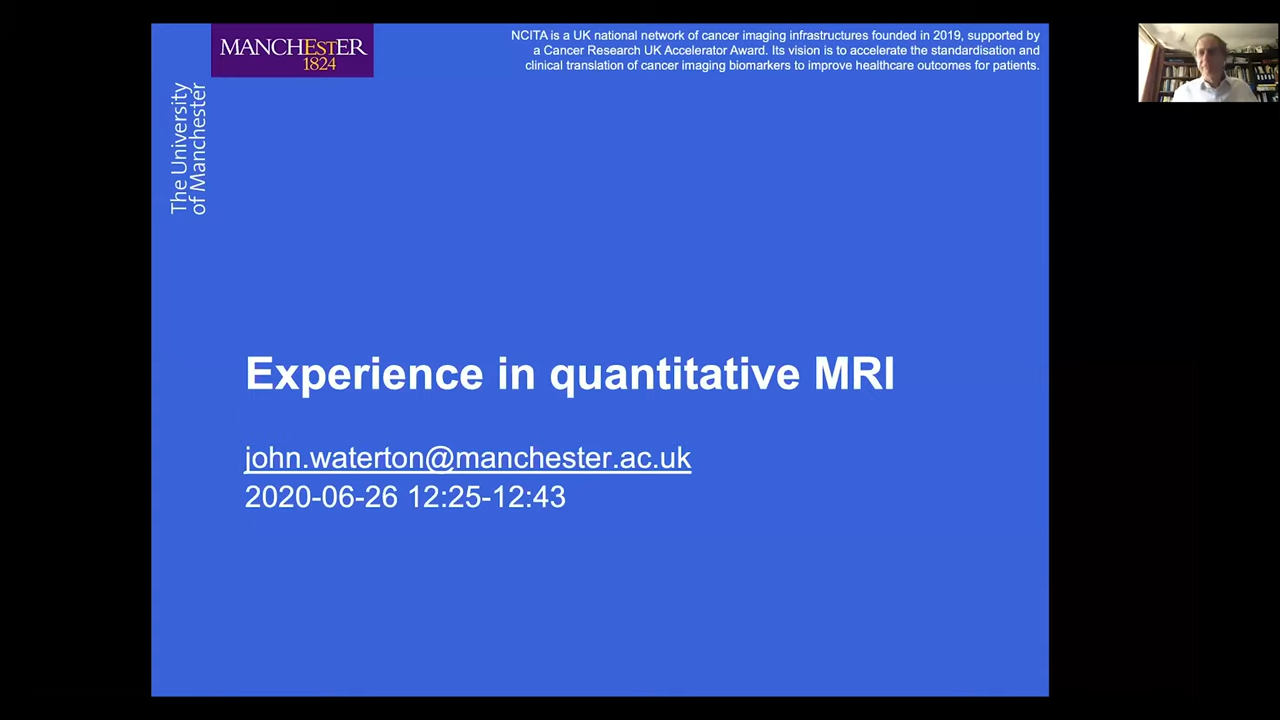 MANCHESTER
1824
The University
of Manchester
NCITA is a UK national network of cancer imaging infrastructures founded in 2019, supported by
a Cancer Research UK Accelerator Award. Its vision is to accelerate the standardisation and
clinical translation of cancer imaging biomarkers to improve healthcare outcomes for patients.
Experience in quantitative MRI
john.waterton@manchester.ac.uk
2020-06-26 12:25-12:43